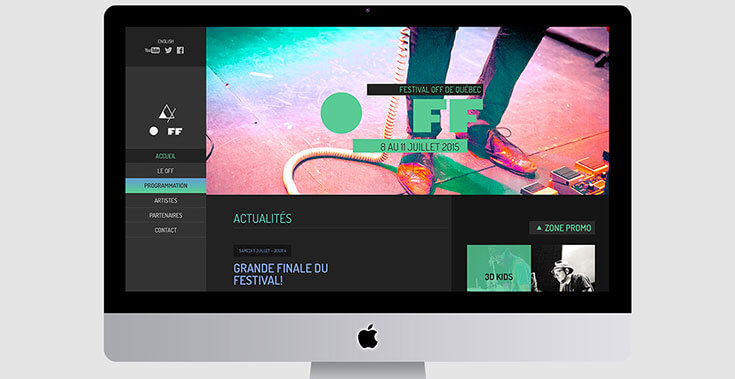 ENGLISH
YouTube
OFF
ACCUEIL
LE OFF
PROGRAMMATION
ARTISTES
PARTENAIRES
CONTACT
FESTIVAL OFF DE QUÉBEC
OFF
8 AU 11 JUILLET 2015
ACTUALITÉS
SAMEDI 11 JUILLET - JOUR 4
GRANDE FINALE DU
FESTIVAL!
ZONE PROMO
3D KIDS